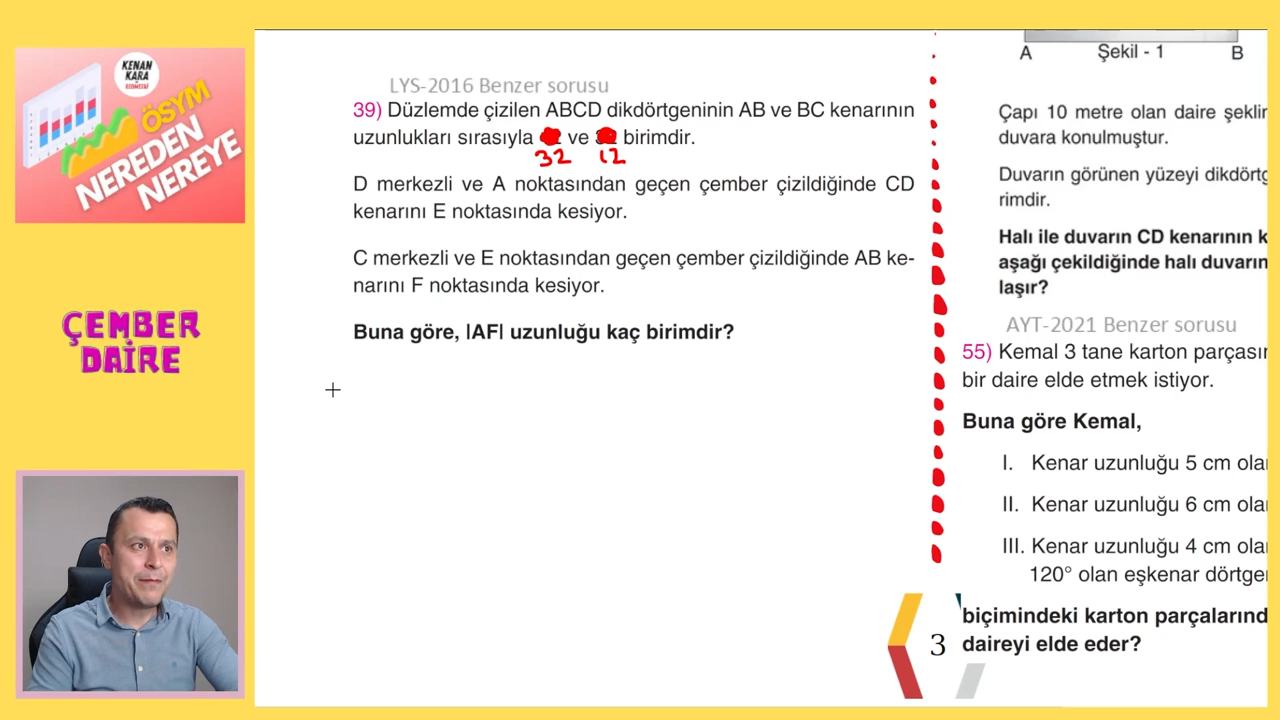 KENAN
KARA
ÖSYM
NEREDEN
NEREYE
ÇEMBER
DAİRE
LYS-2016 Benzer sorusu
39) Düzlemde çizilen ABCD dikdörtgeninin AB ve BC kenarının
uzunlukları sırasıyla ve birimdir.
32 12
D merkezli ve A noktasından geçen çember çizildiğinde CD
kenarını E noktasında kesiyor.
C merkezli ve E noktasından geçen çember çizildiğinde AB ke-
narını F noktasında kesiyor.
Buna göre, |AF| uzunluğu kaç birimdir?
A Şekil - 1 B
Çapı 10 metre olan daire şeklin
duvara konulmuştur.
Duvarın görünen yüzeyi dikdörtg
rimdir.
Halı ile duvarın CD kenarının k
aşağı çekildiğinde halı duvarın
laşır?
AYT-2021 Benzer sorusu
55) Kemal 3 tane karton parçasın
bir daire elde etmek istiyor.
Buna göre Kemal,
I. Kenar uzunluğu 5 cm olan
II. Kenar uzunluğu 6 cm olan
III. Kenar uzunluğu 4 cm olan
120° olan eşkenar dörtgen
biçimindeki karton parçalarınd
daireyi elde eder?
3